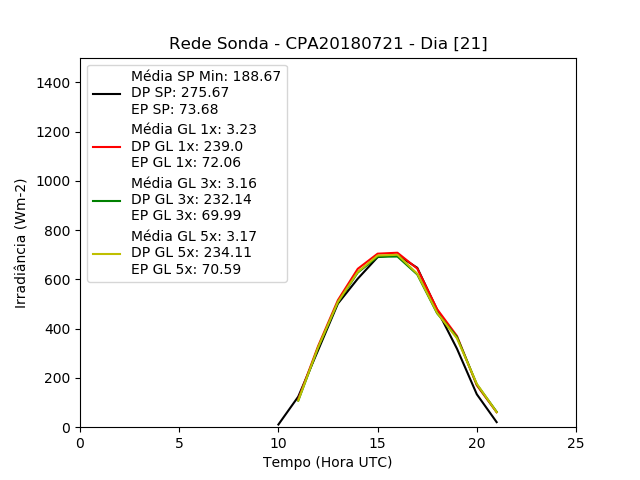 Rede Sonda - CPA20180721 - Dia [21]
Média SP Min: 188.67
DP SP: 275.67
EP SP: 73.68
Média GL 1x: 3.23
DP GL 1x: 239.0
EP GL 1x: 72.06
Média GL 3x: 3.16
DP GL 3x: 232.14
EP GL 3x: 69.99
Média GL 5x: 3.17
DP GL 5x: 234.11
EP GL 5x: 70.59
Irradiância (Wm-2)
1400
1200
1000
800
600
400
200
0
0 5 10 15 20 25
Tempo (Hora UTC)